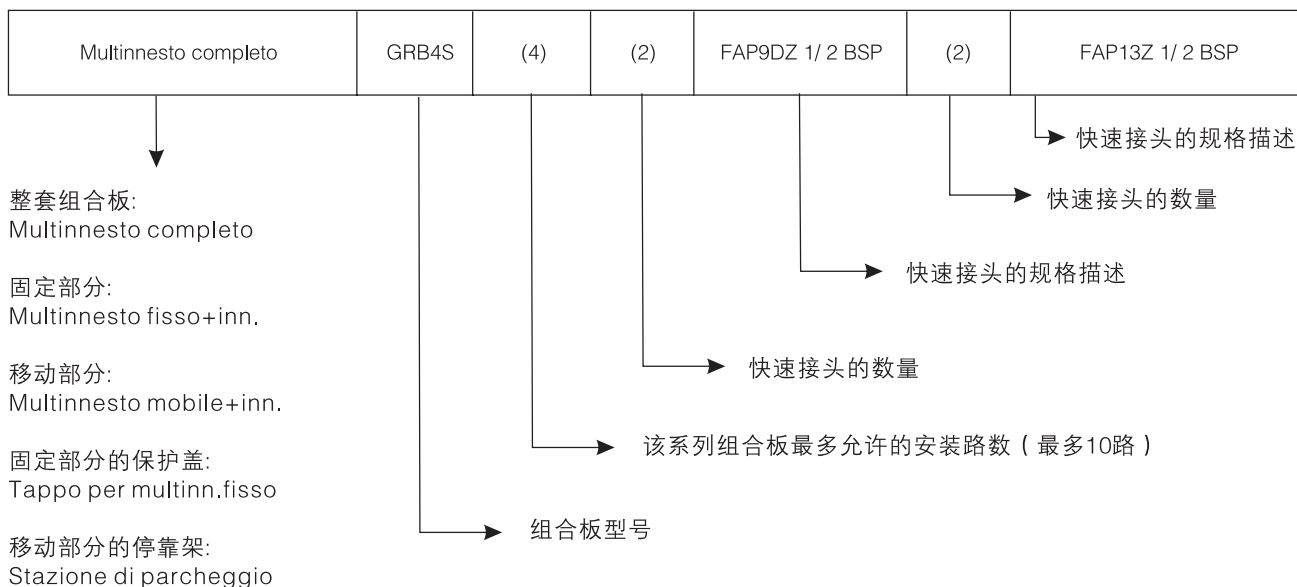 Multinnesto completo GRB4S (4) (2) FAP9DZ 1/ 2 BSP (2) FAP13Z 1/ 2 BSP
快速接头的规格描述
整套组合板:
快速接头的数量
Multinnesto completo
快速接头的规格描述
固定部分:
Multinnesto fisso+inn.
移动部分:
快速接头的数量
Multinnesto mobile+inn.
该系列组合板最多允许的安装路数（最多10路）
固定部分的保护盖:
Tappo per multinn.fisso
组合板型号
移动部分的停靠架:
Stazione di parcheggio